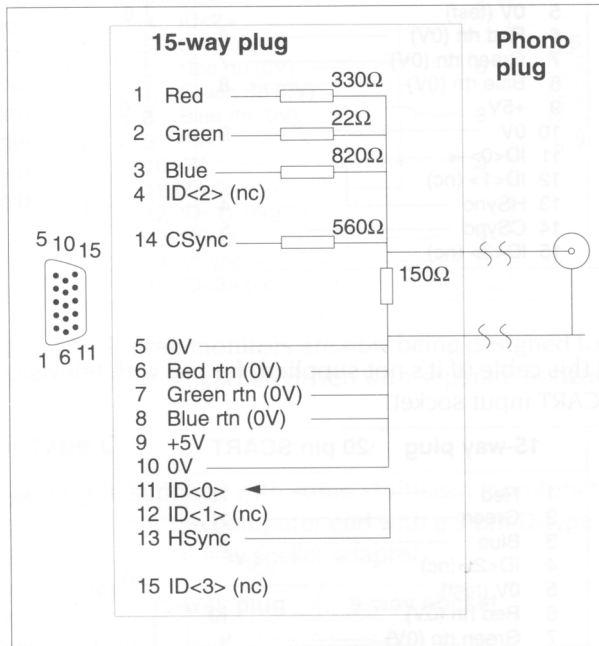 15-way plug
Phono plug
1 Red 330Ω
2 Green 22Ω
3 Blue 820Ω
4 ID<2> (nc)
14 CSync 560Ω
150Ω
5 10 15
1 6 11
5 0V
6 Red rtn (0V)
7 Green rtn (0V)
8 Blue rtn (0V)
9 +5V
10 0V
11 ID<0>
12 ID<1> (nc)
13 HSync
15 ID<3> (nc)